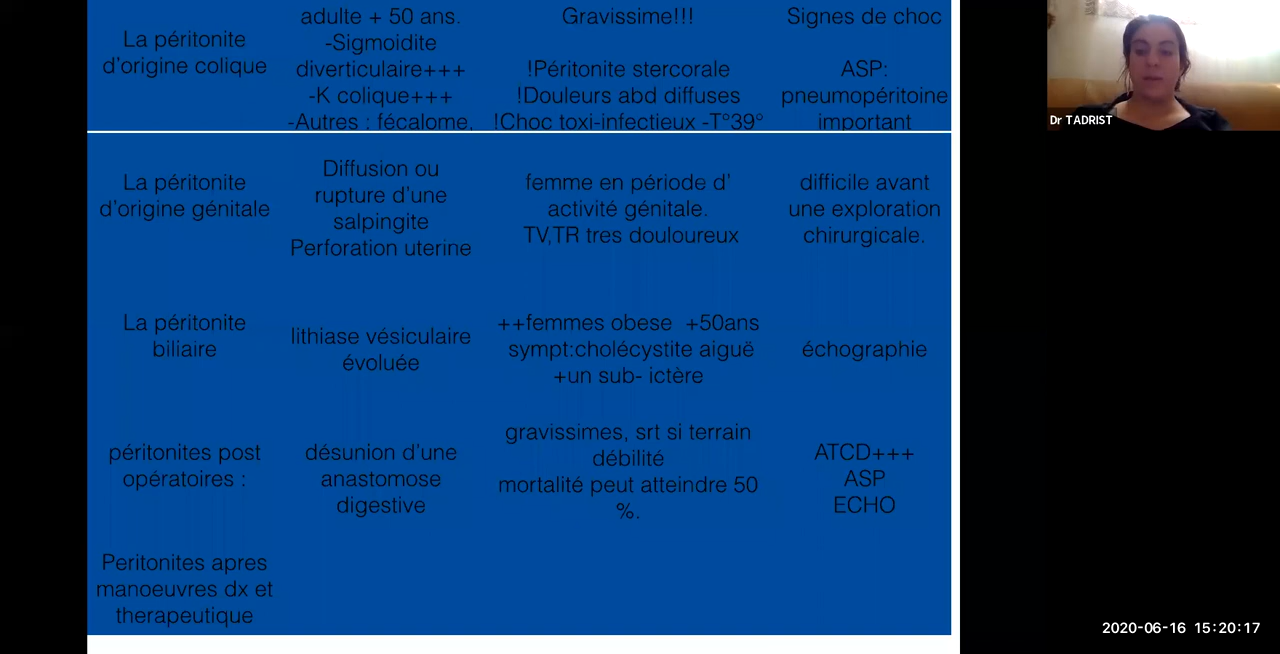 La péritonite
d'origine colique
adulte + 50 ans.
-Sigmoidite
diverticulaire+++
-K colique+++
-Autres : fécalome,
Gravissime!!!
!Péritonite stercorale
!Douleurs abd diffuses
!Choc toxi-infectieux -T°39°
Signes de choc
ASP:
pneumopéritoine
important
La péritonite
d'origine génitale
Diffusion ou
rupture d'une
salpingite
Perforation uterine
femme en période d'
activité génitale.
TV,TR tres douloureux
difficile avant
une exploration
chirurgicale.
La péritonite
biliaire
lithiase vésiculaire
évoluée
++femmes obese +50ans
sympt:cholécystite aiguë
+un sub- ictère
échographie
péritonites post
opératoires :
désunion d'une
anastomose
digestive
gravissimes, srt si terrain
débilité
mortalité peut atteindre 50
%.
ATCD+++
ASP
ECHO
Peritonites apres
manoeuvres dx et
therapeutique
Dr TADRIST
2020-06-16 15:20:17